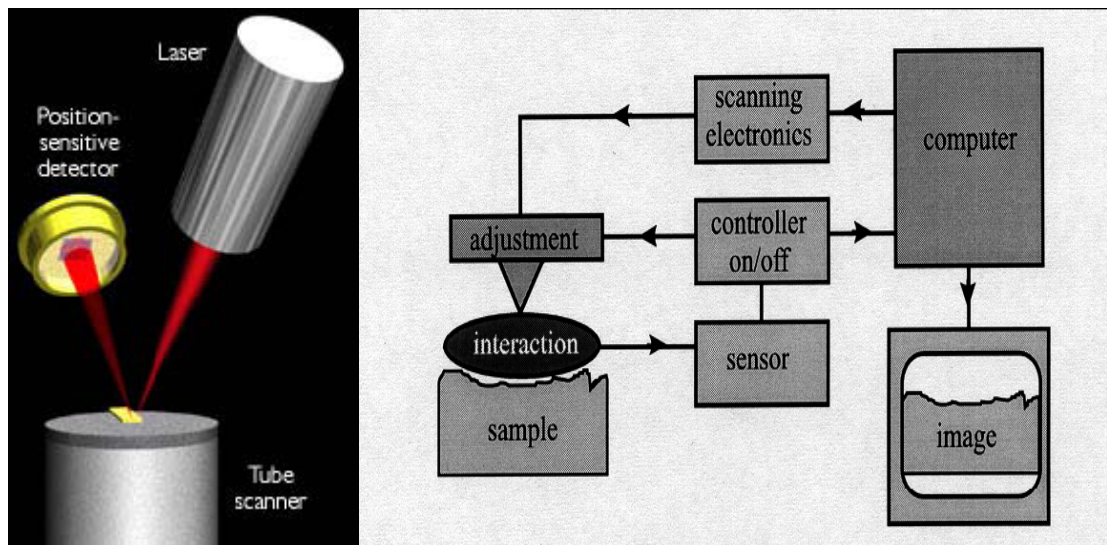 Laser
Position-
sensitive
detector
Tube
scanner
scanning
electronics
computer
adjustment
controller
on/off
interaction
sensor
sample
image